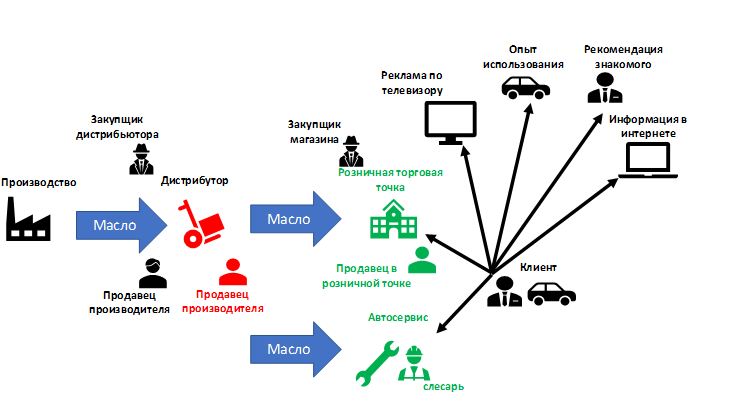 Опыт
использования
Рекомендация
знакомого
Реклама по
телевизору
Информация в
интернете
Закупщик
дистрибьютора
Закупщик
магазина
Производство
Дистрибутор
Розничная торговая
точка
Масло
Масло
Продавец
производителя
Продавец
производителя
Продавец в
розничной точке
Клиент
Автосервис
Масло
слесарь